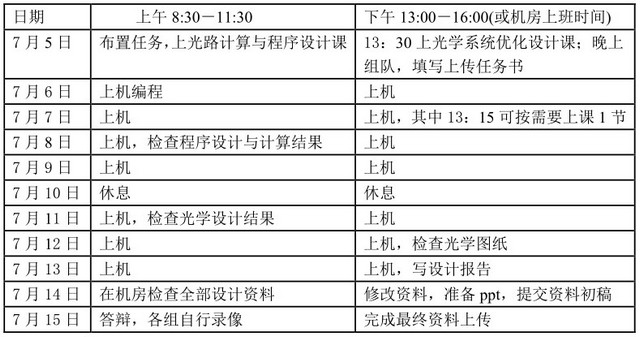 日期 上午 8:30－11:30 下午 13:00－16:00(或机房上班时间)
7 月 5 日 布置任务，上光路计算与程序设计课 13：30 上光学系统优化设计课；晚上
组队，填写上传任务书
7 月 6 日 上机编程 上机
7 月 7 日 上机 上机，其中 13：15 可按需要上课 1 节
7 月 8 日 上机，检查程序设计与计算结果 上机
7 月 9 日 上机 上机
7 月 10 日 休息 休息
7 月 11 日 上机，检查光学设计结果 上机
7 月 12 日 上机 上机，检查光学图纸
7 月 13 日 上机 上机，写设计报告
7 月 14 日 在机房检查全部设计资料 修改资料，准备 ppt，提交资料初稿
7 月 15 日 答辩，各组自行录像 完成最终资料上传